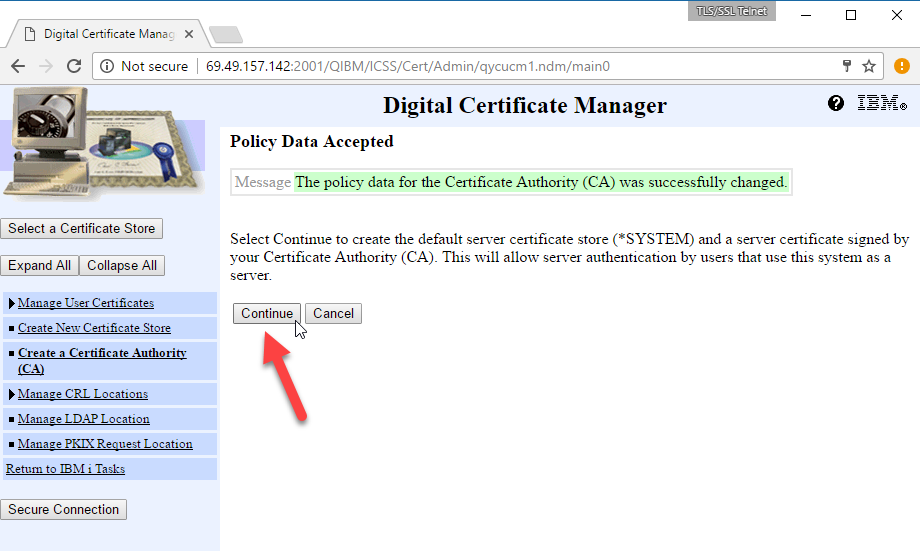 TLS/SSL Telnet
Digital Certificate Manag
Not secure
69.49.157.142:2001/QIBM/ICSS/Cert/Admin/qycucm1.ndm/main0
Digital Certificate Manager
IBM
Policy Data Accepted
Message The policy data for the Certificate Authority (CA) was successfully changed.
Select Continue to create the default server certificate store (*SYSTEM) and a server certificate signed by
your Certificate Authority (CA). This will allow server authentication by users that use this system as a
server.
Continue
Cancel
Select a Certificate Store
Expand All
Collapse All
Manage User Certificates
Create New Certificate Store
Create a Certificate Authority
(CA)
Manage CRL Locations
Manage LDAP Location
Manage PKIX Request Location
Return to IBM i Tasks
Secure Connection